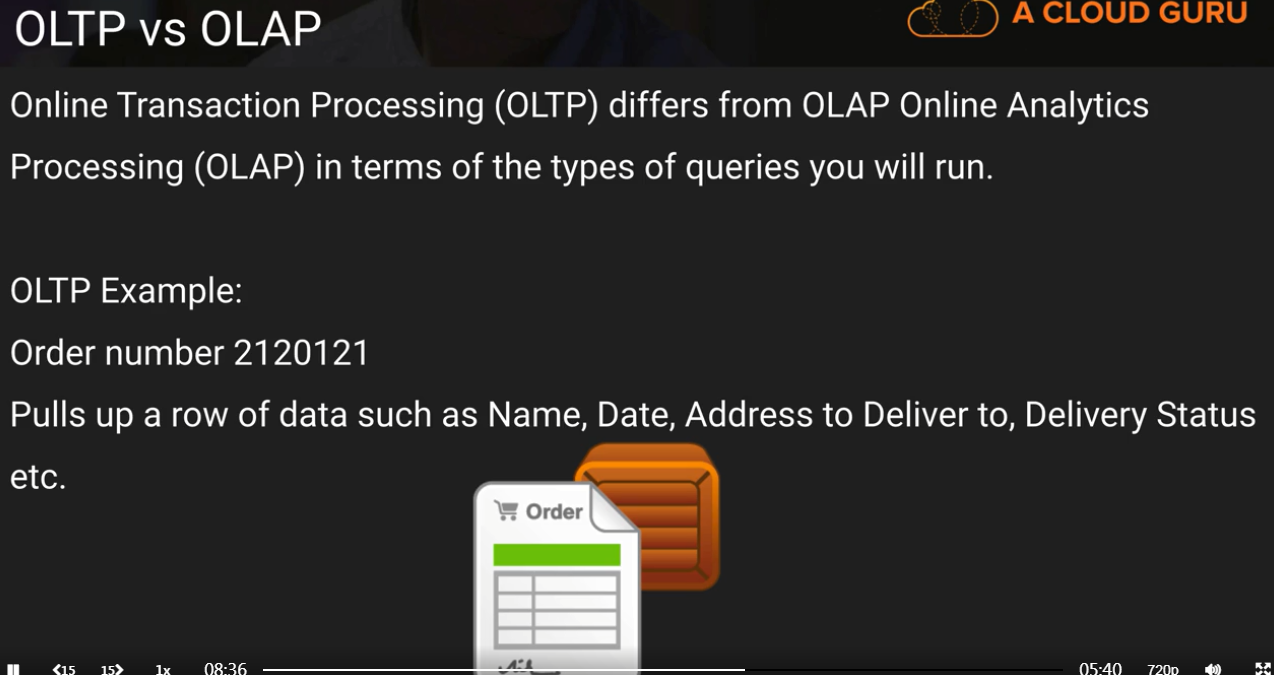 OLTP vs OLAP
A CLOUD GURU
Online Transaction Processing (OLTP) differs from OLAP Online Analytics
Processing (OLAP) in terms of the types of queries you will run.
OLTP Example:
Order number 2120121
Pulls up a row of data such as Name, Date, Address to Deliver to, Delivery Status
etc.
Order
15
15
1x
08:36
05:40
720p